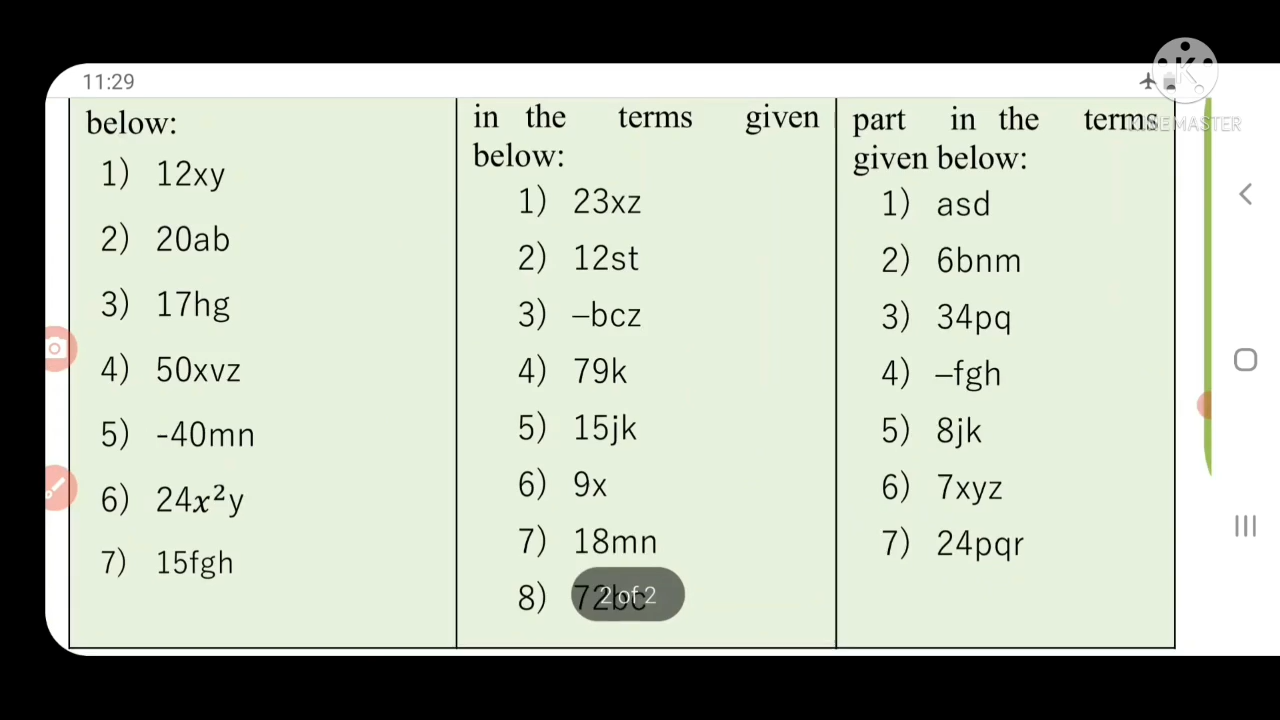 11:29
below:
1) 12xy
2) 20ab
3) 17hg
4) 50xvz
5) -40mn
6) 24x²y
7) 15fgh
in the terms given
below:
1) 23xz
2) 12st
3) –bcz
4) 79k
5) 15jk
6) 9x
7) 18mn
8) 72bc
2 of 2
part in the terms
given below:
1) asd
2) 6bnm
3) 34pq
4) –fgh
5) 8jk
6) 7xyz
7) 24pqr
K